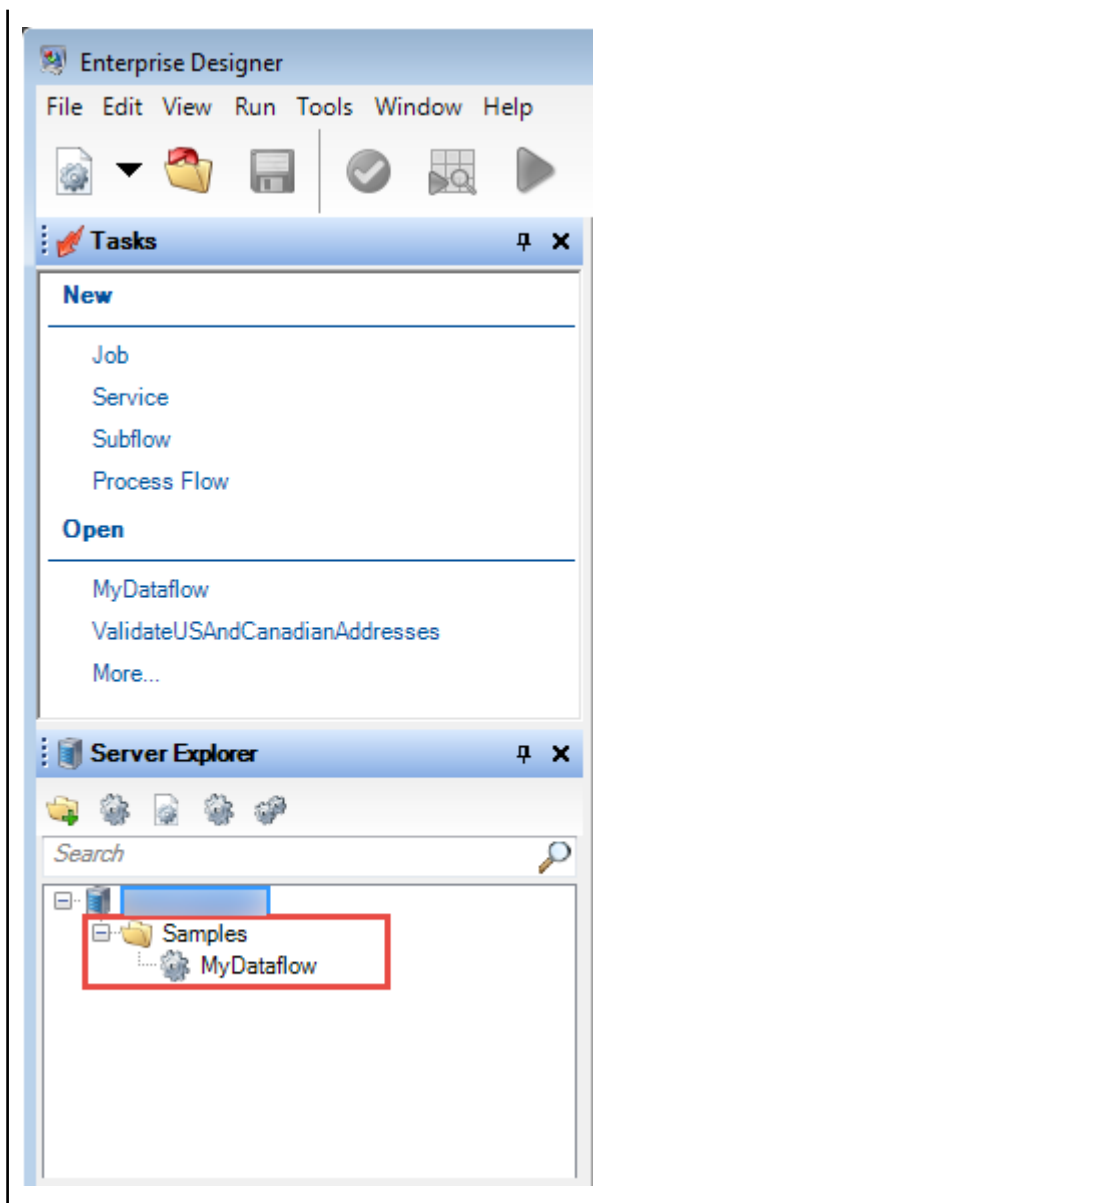 Enterprise Designer
File Edit View Run Tools Window Help
Tasks
New
Job
Service
Subflow
Process Flow
Open
MyDataflow
ValidateUSAndCanadianAddresses
More...
Server Explorer
Search
Samples
MyDataflow